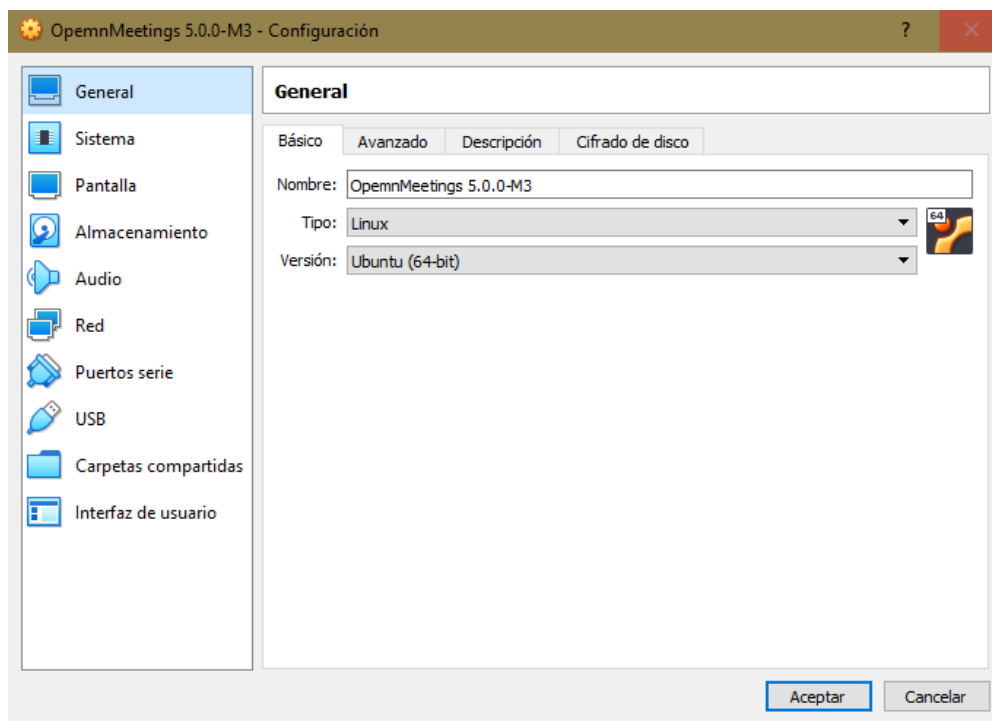 OpemnMeetings 5.0.0-M3 - Configuración
?
General
Sistema
Pantalla
Almacenamiento
Audio
Red
Puertos serie
USB
Carpetas compartidas
Interfaz de usuario
General
Básico Avanzado Descripción Cifrado de disco
Nombre: OpemnMeetings 5.0.0-M3
Tipo: Linux
64
Versión: Ubuntu (64-bit)
Aceptar Cancelar